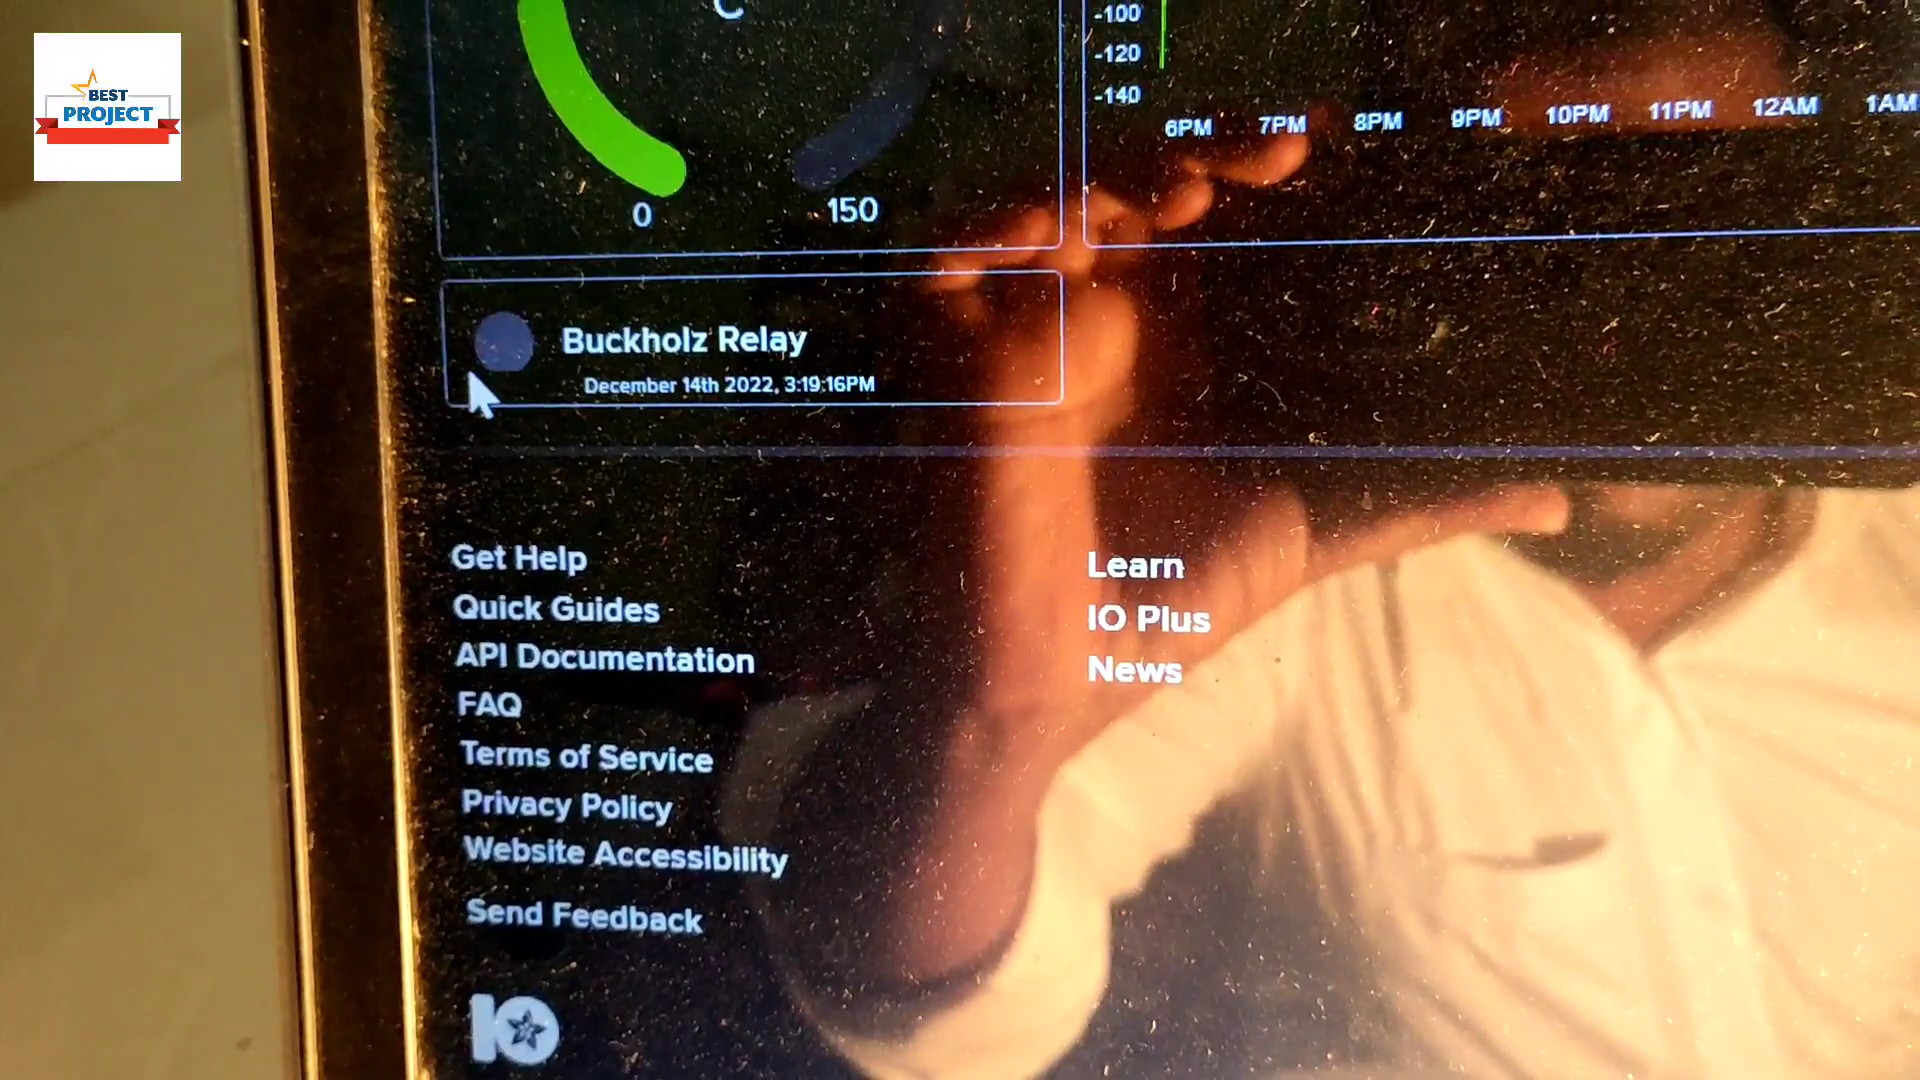 BEST
PROJECT
C
0
150
-100
-120
-140
6PM 7PM 8PM 9PM 10PM 11PM 12AM 1AM
Buckholz Relay
December 14th 2022, 3:19:16PM
Get Help
Quick Guides
API Documentation
FAQ
Terms of Service
Privacy Policy
Website Accessibility
Send Feedback
Learn
IO Plus
News
IO